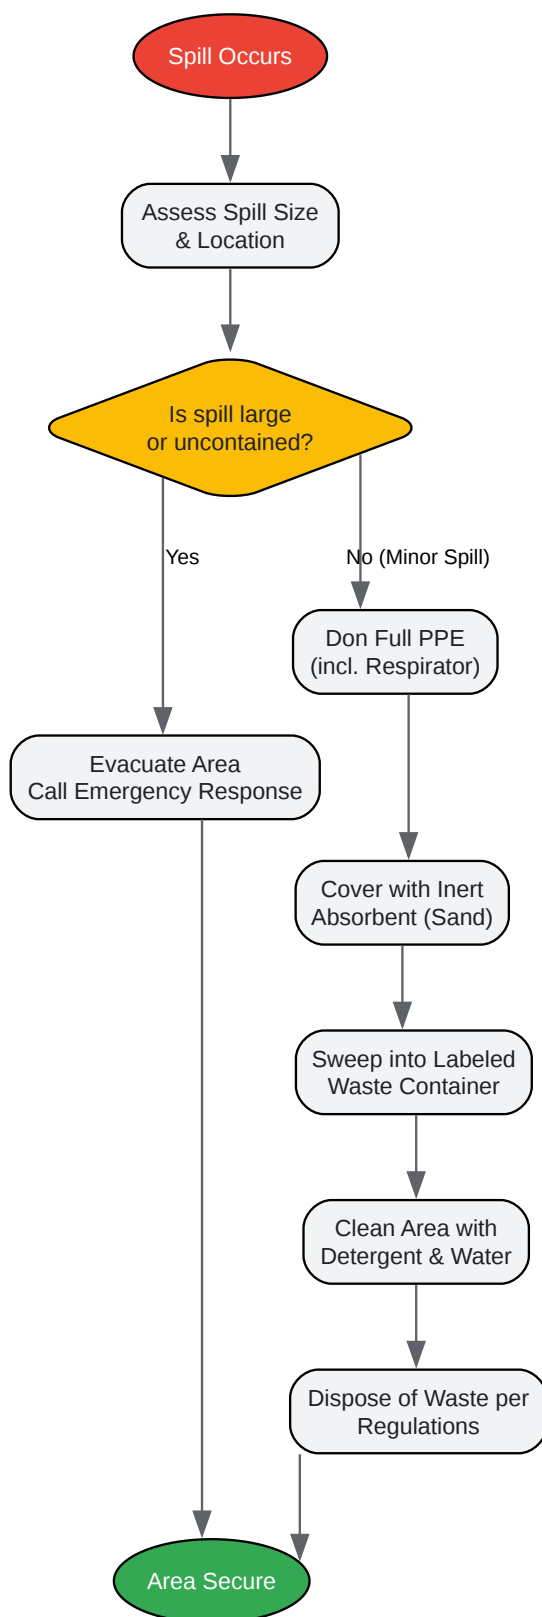 Spill Occurs
Assess Spill Size
& Location
Is spill large
or uncontained?
Yes
No (Minor Spill)
Don Full PPE
(incl. Respirator)
Evacuate Area
Call Emergency Response
Cover with Inert
Absorbent (Sand)
Sweep into Labeled
Waste Container
Clean Area with
Detergent & Water
Dispose of Waste per
Regulations
Area Secure